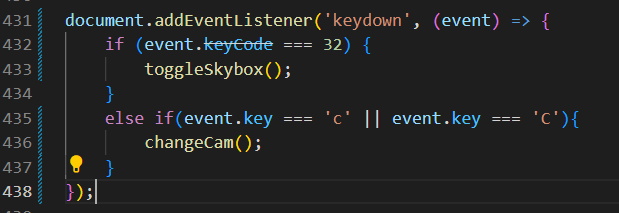 431 document.addEventListener('keydown', (event) => {
432 if (event.keyCode === 32) {
433 toggleSkybox();
434 }
435 else if(event.key === 'c' || event.key === 'C'){
436 changeCam();
437 }
438 });